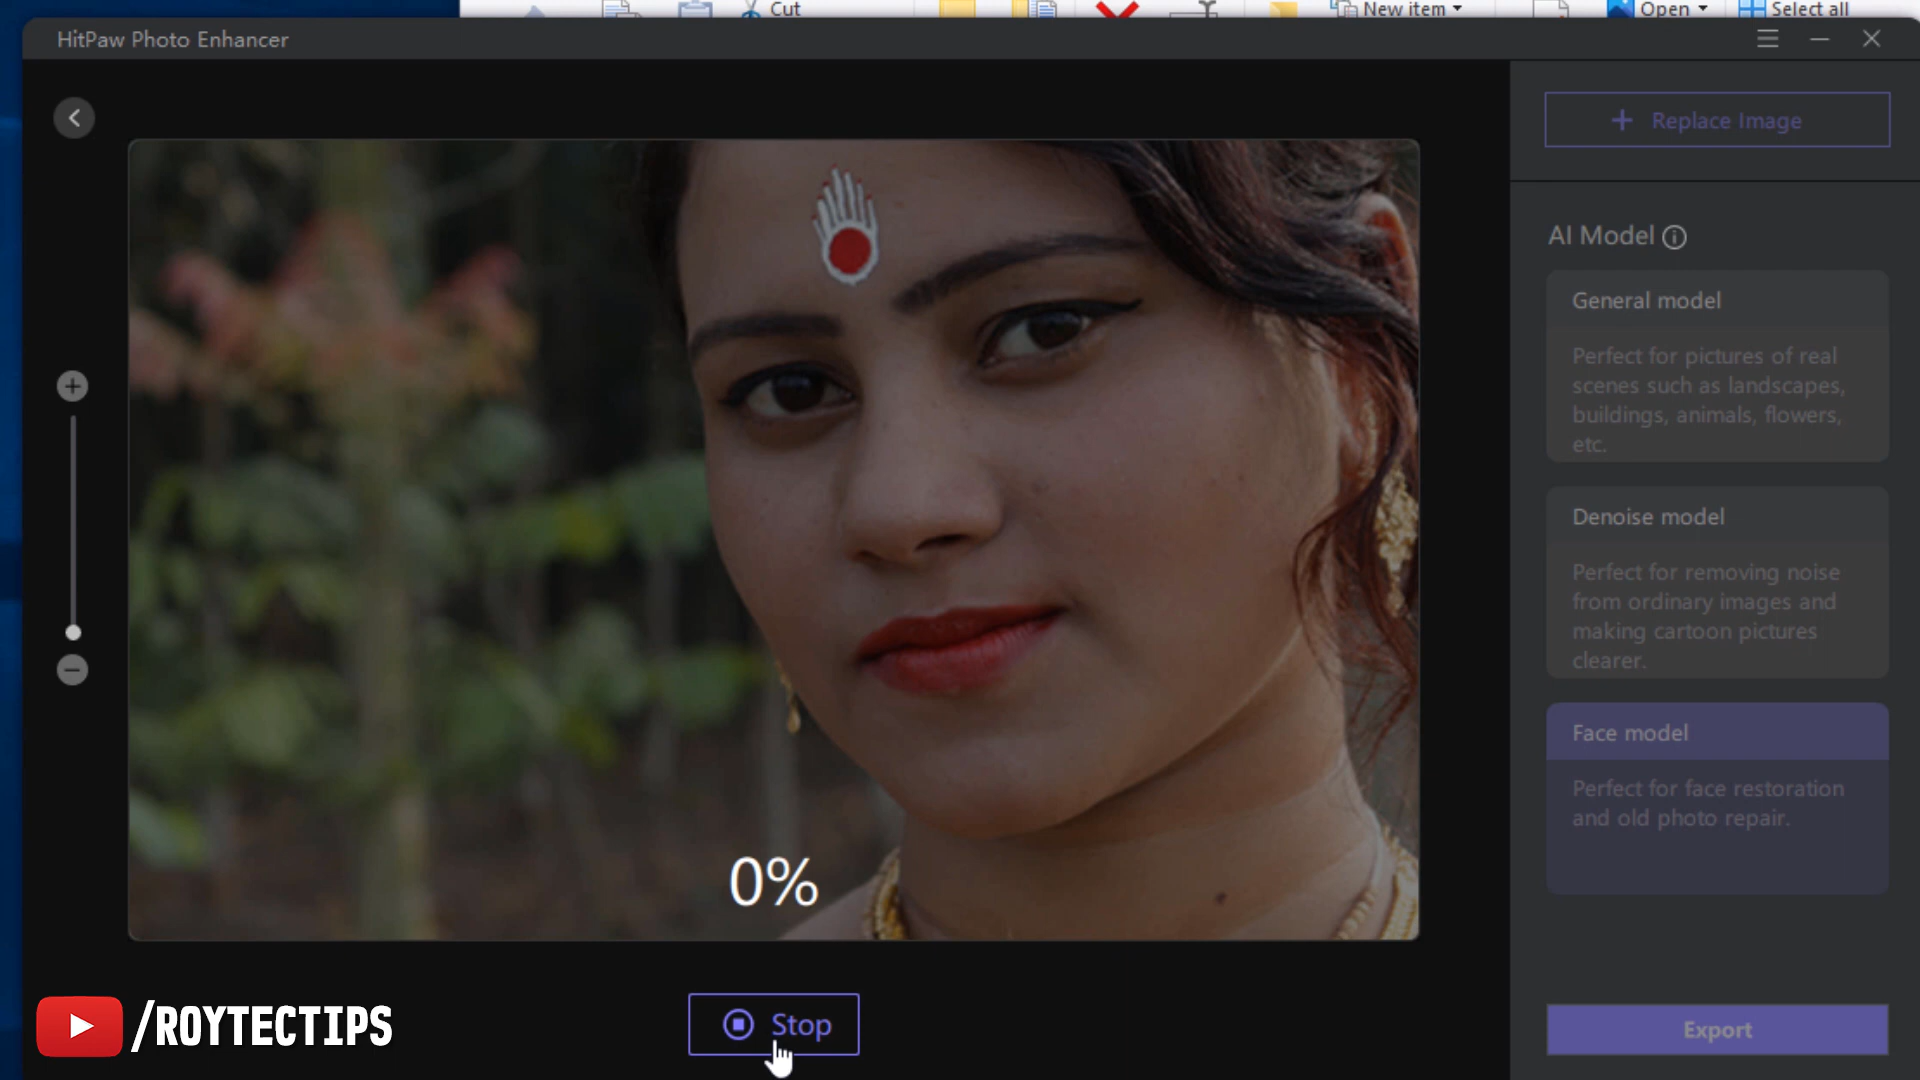 Cut
New item
Open
Select all
HitPaw Photo Enhancer
+ Replace Image
AI Model
General model
Perfect for pictures of real
scenes such as landscapes,
buildings, animals, flowers,
etc.
Denoise model
Perfect for removing noise
from ordinary images and
making cartoon pictures
clearer.
Face model
Perfect for face restoration
and old photo repair.
0%
/ROYTECTIPS
Stop
Export